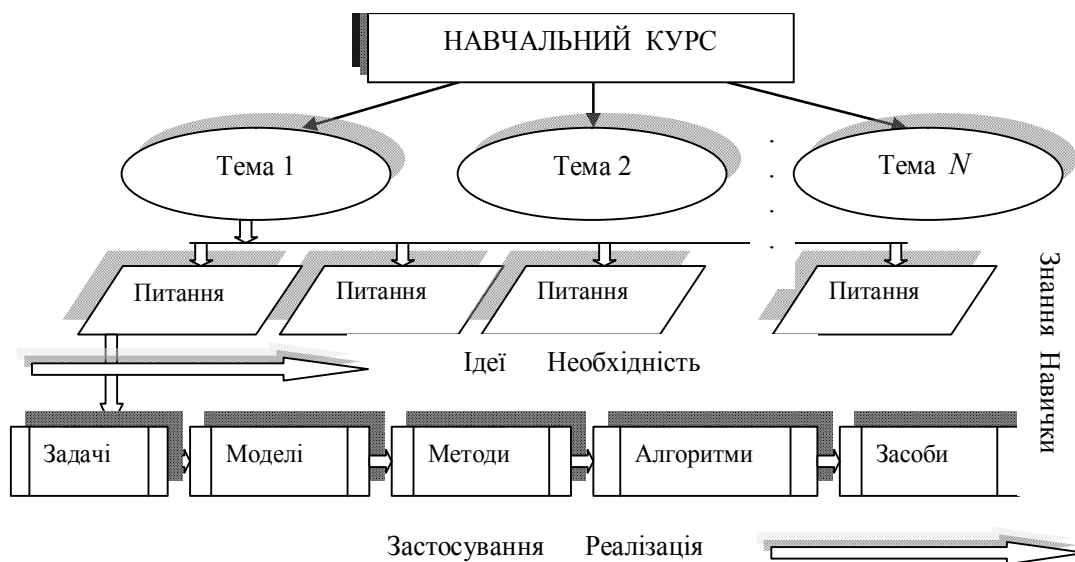 НАВЧАЛЬНИЙ КУРС
Тема 1
Тема 2
Тема N
Питання
Питання
Питання
Питання
Ідеї Необхідність
Знання Навички
Задачі
Моделі
Методи
Алгоритми
Засоби
Застосування Реалізація